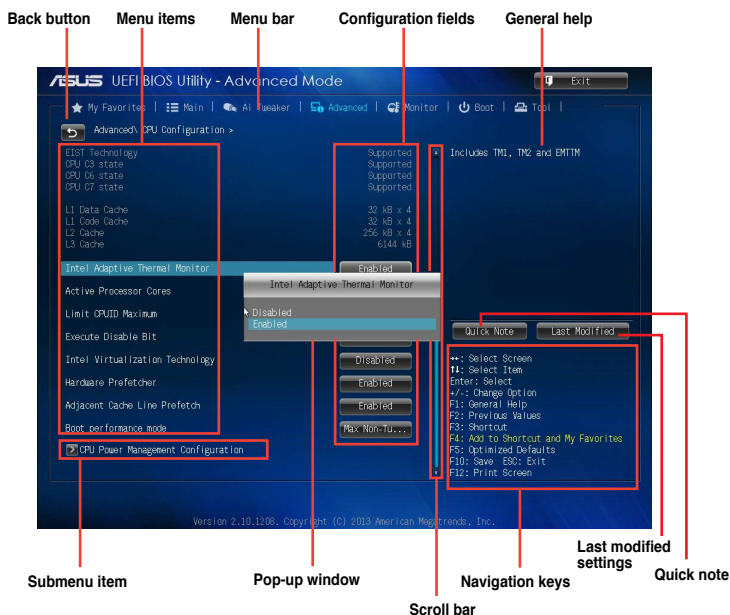 Back button Menu items Menu bar Configuration fields General help
ASUS UEFI BIOS Utility - Advanced Mode Exit
My Favorites Main Ai Tweaker Advanced Monitor Boot Tool
Advanced\ CPU Configuration >
EIST Technology Supported Includes TM1, TM2 and EMTTM
CPU C3 state Supported
CPU C6 state Supported
CPU C7 state Supported
L1 Data Cache 32 kB x 4
L1 Code Cache 32 kB x 4
L2 Cache 256 kB x 4
L3 Cache 6144 kB
Intel Adaptive Thermal Monitor Enabled
Intel Adaptive Thermal Monitor
Disabled
Enabled
Active Processor Cores
Limit CPUID Maximum
Execute Disable Bit
Intel Virtualization Technology Disabled
Hardware Prefetcher Enabled
Adjacent Cache Line Prefetch Enabled
Boot performance mode Max Non-Tu...
CPU Power Management Configuration
Quick Note Last Modified
→←: Select Screen
↑↓: Select Item
Enter: Select
+/-: Change Option
F1: General Help
F2: Previous Values
F3: Shortcut
F4: Add to Shortcut and My Favorites
F5: Optimized Defaults
F10: Save ESC: Exit
F12: Print Screen
Version 2.10.1208. Copyright (C) 2013 American Megatrends, Inc.
Submenu item Pop-up window Scroll bar Navigation keys
Last modified
settings
Quick note